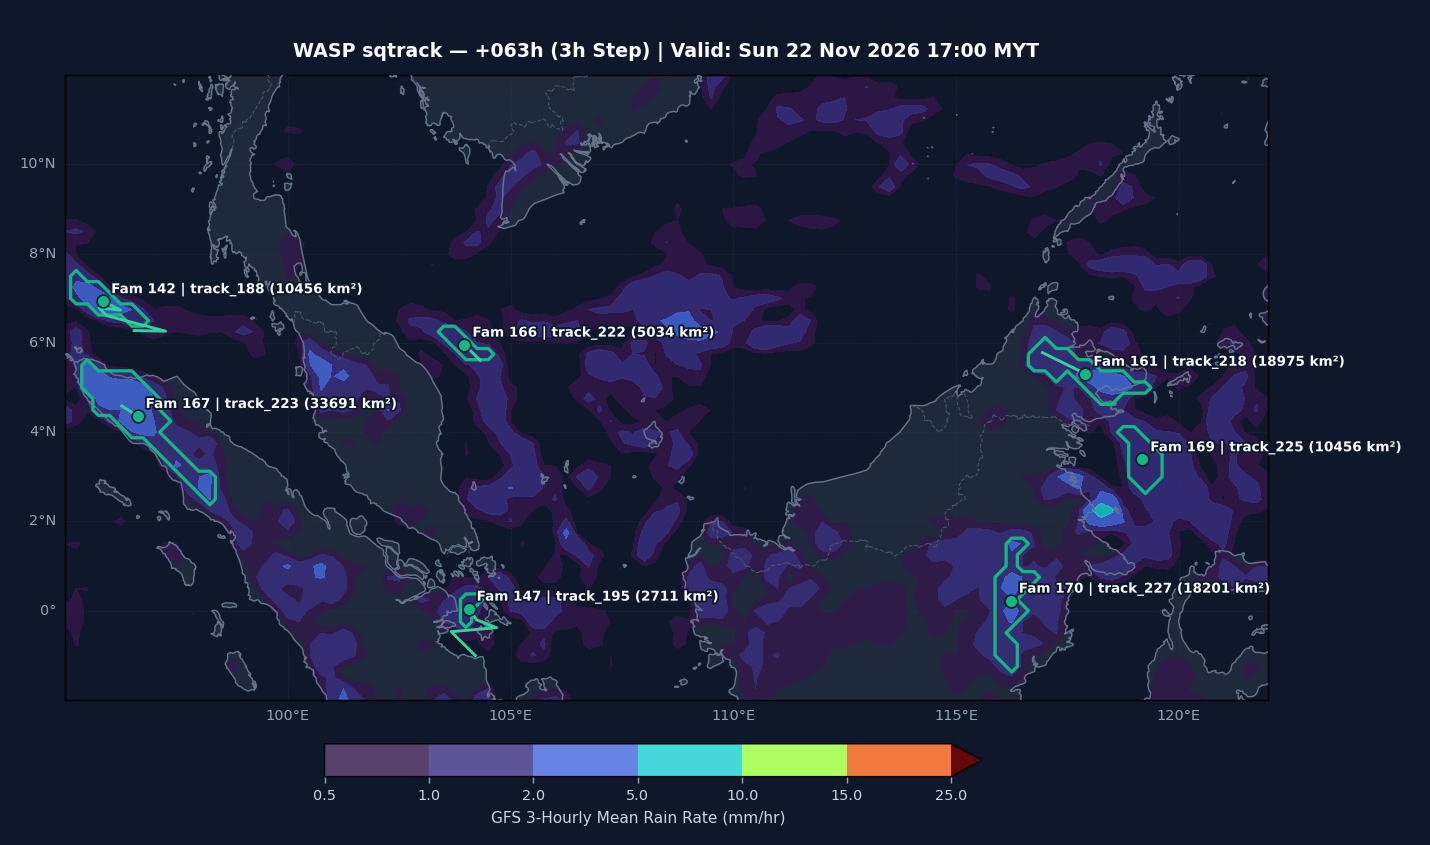 WASP sqtrack — +063h (3h Step) | Valid: Sun 22 Nov 2026 17:00 MYT
10°N
8°N
6°N
4°N
2°N
0°
Fam 142 | track_188 (10456 km²)
Fam 166 | track_222 (5034 km²)
Fam 161 | track_218 (18975 km²)
Fam 167 | track_223 (33691 km²)
Fam 169 | track_225 (10456 km²)
Fam 170 | track_227 (18201 km²)
Fam 147 | track_195 (2711 km²)
100°E 105°E 110°E 115°E 120°E
0.5 1.0 2.0 5.0 10.0 15.0 25.0
GFS 3-Hourly Mean Rain Rate (mm/hr)